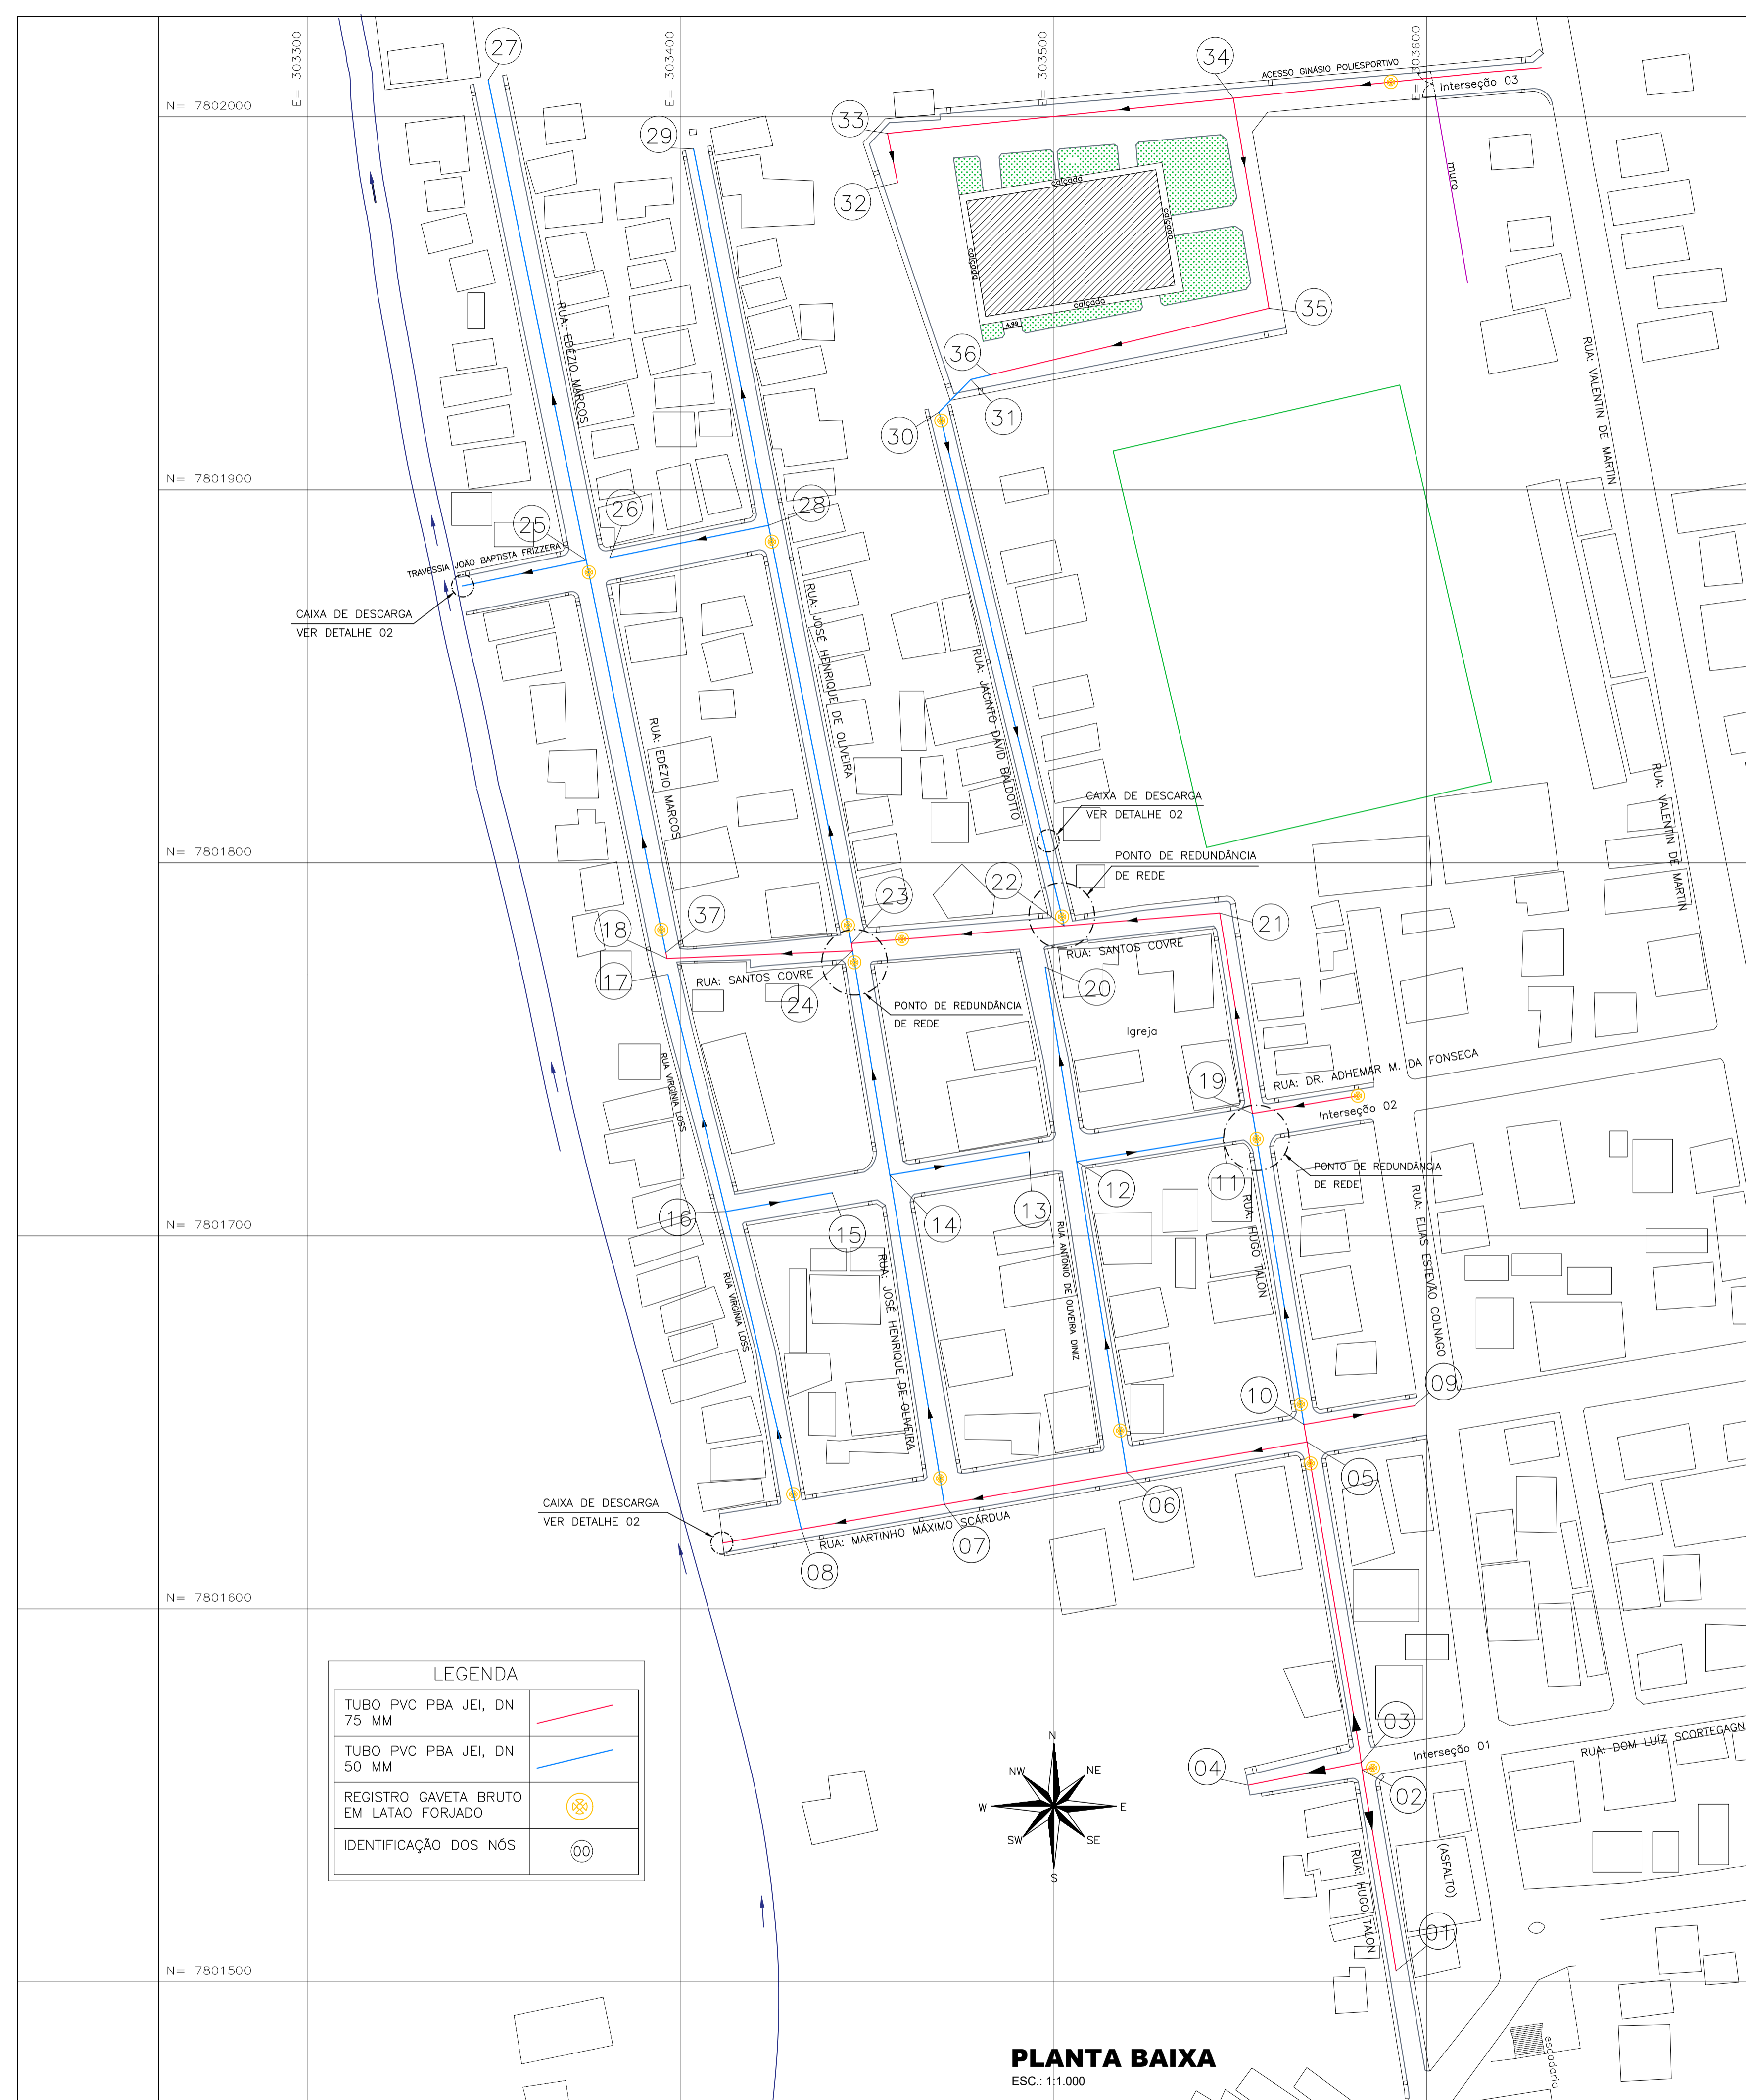 E= 303300
E= 303400
E= 303500
E= 303600
N= 7802000
N= 7801900
N= 7801800
N= 7801700
N= 7801600
N= 7801500
27
29
34
ACESSO GINÁSIO POLIESPORTIVO
Interseção 03
33
muro
32
calçada
calçada
calçada
calçada
4.99
35
36
31
30
RUA: EDÉZIO MARCOS
RUA: VALENTIN DE MARTIN
28
26
25
TRAVESSIA JOÃO BAPTISTA FRIZZERA
CAIXA DE DESCARGA
VER DETALHE 02
RUA: JOSÉ HENRIQUE DE OLIVEIRA
RUA: JACINTO DAVID BALDOTTO
RUA: EDÉZIO MARCOS
RUA: VALENTIN DE MARTIN
CAIXA DE DESCARGA
VER DETALHE 02
PONTO DE REDUNDÂNCIA
DE REDE
22
23
37
18
21
RUA: SANTOS COVRE
RUA: SANTOS COVRE
17
24
20
PONTO DE REDUNDÂNCIA
DE REDE
Igreja
RUA VIRGÍNIA LOSS
19
RUA: DR. ADHEMAR M. DA FONSECA
Interseção 02
PONTO DE REDUNDÂNCIA
DE REDE
11
12
13
14
15
16
RUA: HUGO TALON
RUA: ELIAS ESTEVÃO COLNAGO
RUA ANTONIO DE OLIVEIRA DINIZ
RUA: JOSÉ HENRIQUE DE OLIVEIRA
RUA VIRGÍNIA LOSS
10
09
05
06
07
08
CAIXA DE DESCARGA
VER DETALHE 02
RUA: MARTINHO MÁXIMO SCÁRDUA
03
Interseção 01
RUA: DOM LUIZ SCORTEGAGN
04
02
RUA: HUGO TALON
(ASFALTO)
01
LEGENDA
TUBO PVC PBA JEI, DN
75 MM
TUBO PVC PBA JEI, DN
50 MM
REGISTRO GAVETA BRUTO
EM LATAO FORJADO
IDENTIFICAÇÃO DOS NÓS
00
N
NW
NE
W
E
SW
SE
S
escadaria
PLANTA BAIXA
ESC.: 1:1.000